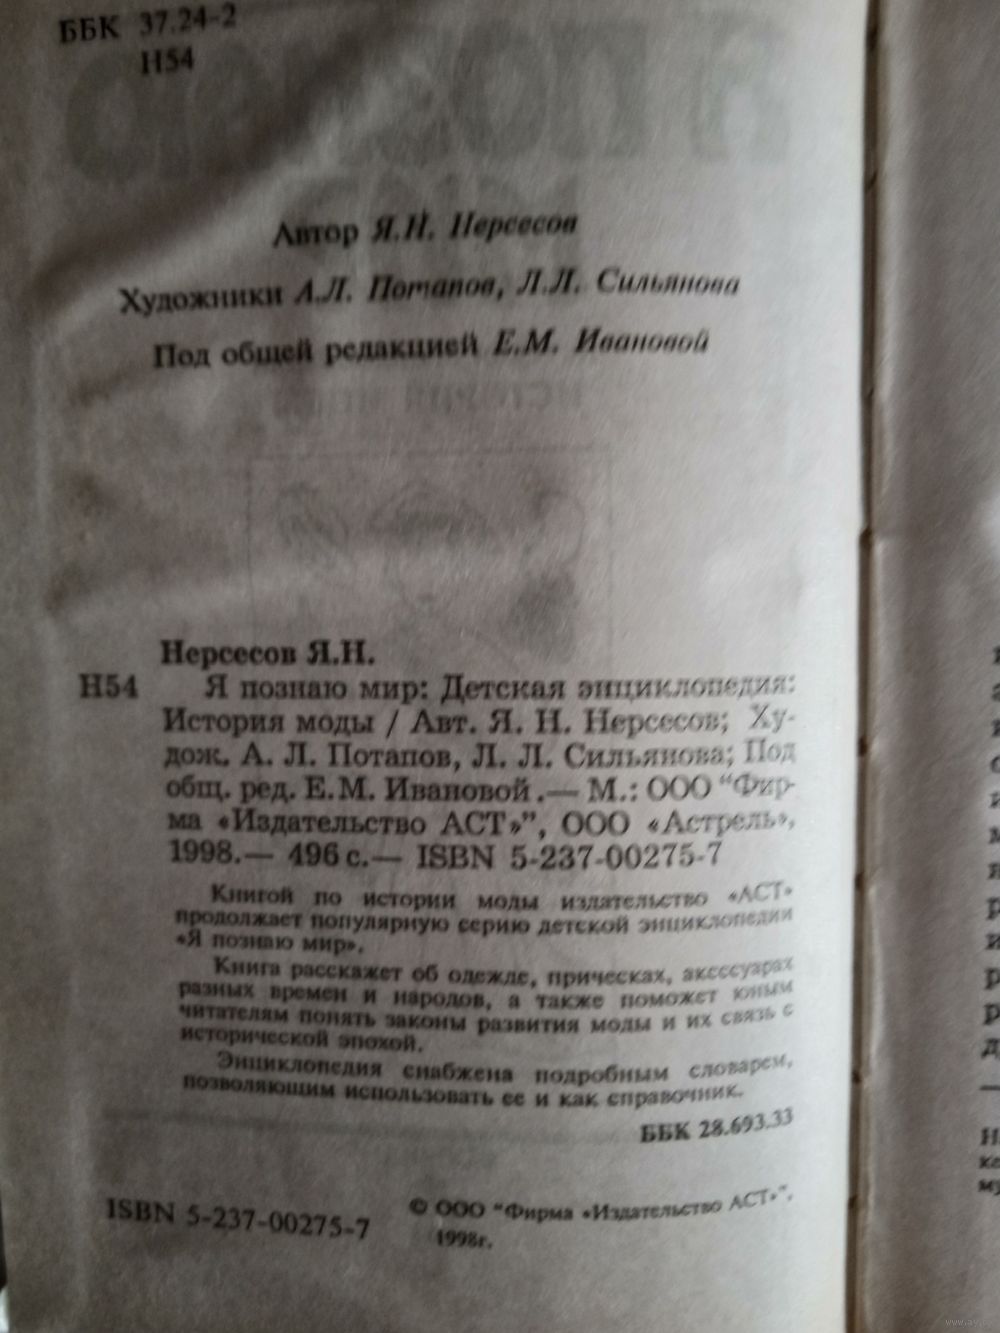 ББК 37.24-2
Н54
Автор Я.Н. Нерсесов
Художники А.Л. Потапов, Л.Л. Сильянова
Под общей редакцией Е.М. Ивановой
Нерсесов Я.Н.
Н54 Я познаю мир: Детская энциклопедия:
История моды / Авт. Я. Н. Нерсесов; Ху-
дож. А. Л. Потапов, Л. Л. Сильянова; Под
общ. ред. Е.М. Ивановой.— М.: ООО "Фир-
ма «Издательство АСТ»", ООО «Астрель»,
1998.— 496 с.— ISBN 5-237-00275-7
Книгой по истории моды издательство «АСТ»
продолжает популярную серию детской энциклопедии
«Я познаю мир».
Книга расскажет об одежде, прическах, аксессуарах
разных времен и народов, а также поможет юным
читателям понять законы развития моды и их связь с
исторической эпохой.
Энциклопедия снабжена подробным словарем,
позволяющим использовать ее и как справочник.
ББК 28.693.33
ISBN 5-237-00275-7
© ООО "Фирма «Издательство АСТ»".
1998г.